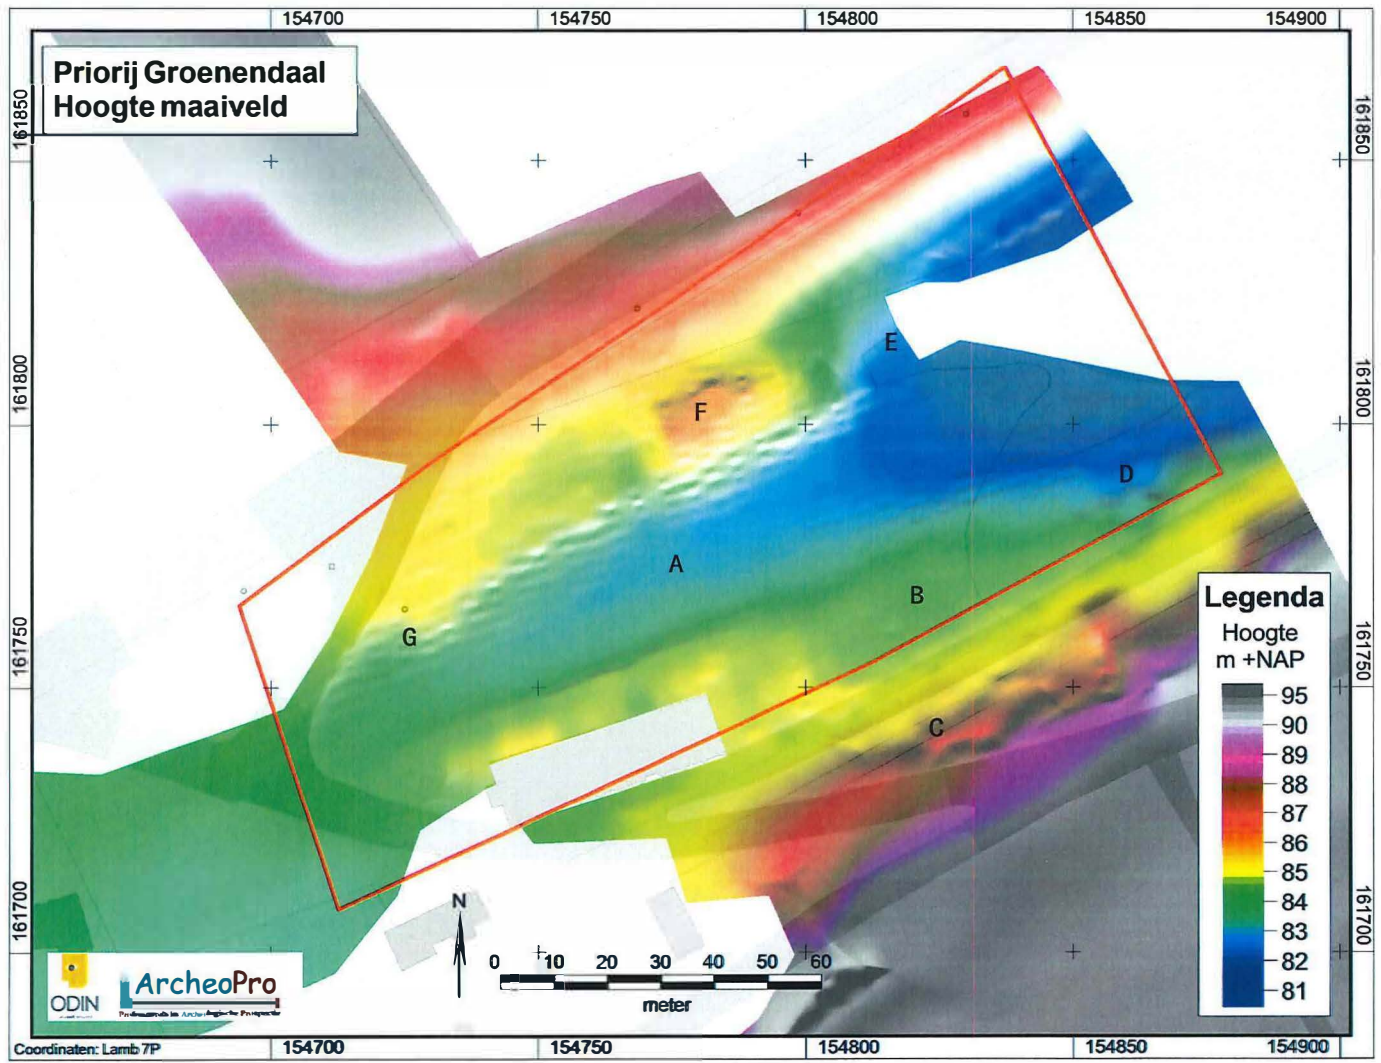 154700 154750 154800 154850 154900
Priorij Groenendaal
Hoogte maaiveld
161850
161850
161800
161800
161750
161750
161700
161700
E
F
D
A
B
G
C
Legenda
Hoogte
m +NAP
95
90
89
88
87
86
85
84
83
82
81
N
0 10 20 30 40 50 60
meter
ODIN
ArcheoPro
Coordinaten: Lamb 7P
154700 154750 154800 154850 154900